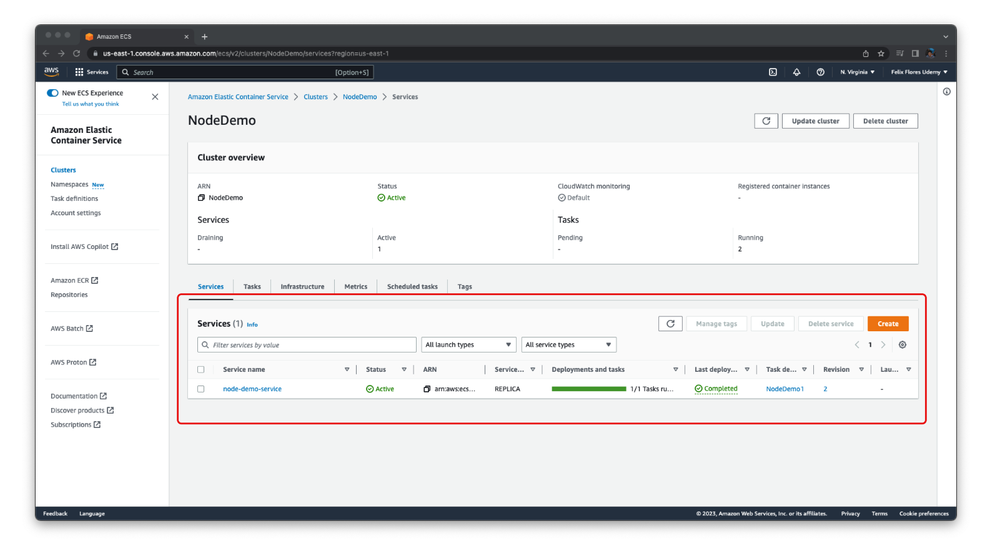 Amazon ECS
us-east-1.console.aws.amazon.com/ecs/v2/clusters/NodeDemo/services?region=us-east-1
aws Services Search [Option+S] N. Virginia Felix Flores Udemy
New ECS Experience
Tell us what you think
Amazon Elastic
Container Service
Clusters
Namespaces New
Task definitions
Account settings
Install AWS Copilot
Amazon ECR
Repositories
AWS Batch
AWS Proton
Documentation
Discover products
Subscriptions
Amazon Elastic Container Service > Clusters > NodeDemo > Services
NodeDemo
Update cluster Delete cluster
Cluster overview
ARN Status CloudWatch monitoring Registered container instances
NodeDemo Active Default -
Services Tasks
Draining Active Pending Running
- 1 - 2
Services Tasks Infrastructure Metrics Scheduled tasks Tags
Services (1) Info Manage tags Update Delete service Create
Filter services by value All launch types All service types < 1 >
Service name Status ARN Service... Deployments and tasks Last deploy... Task de... Revision Lau...
node-demo-service Active arn:aws:ecs... REPLICA 1/1 Tasks ru... Completed NodeDemo1 2 -
Feedback Language © 2023, Amazon Web Services, Inc. or its affiliates. Privacy Terms Cookie preferences